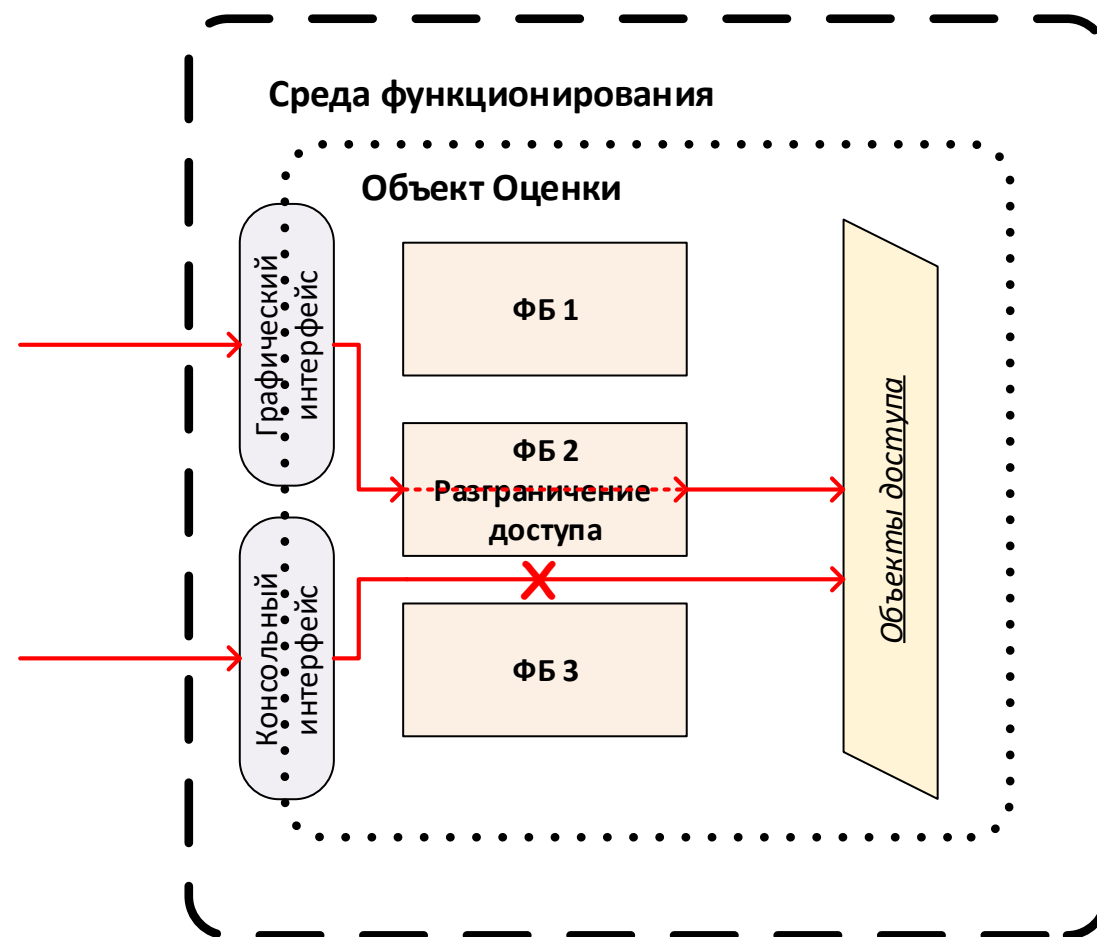 Среда функционирования
Объект Оценки
Графический
интерфейс
ФБ 1
ФБ 2
Разграничение
доступа
Консольный
интерфейс
ФБ 3
Объекты доступа